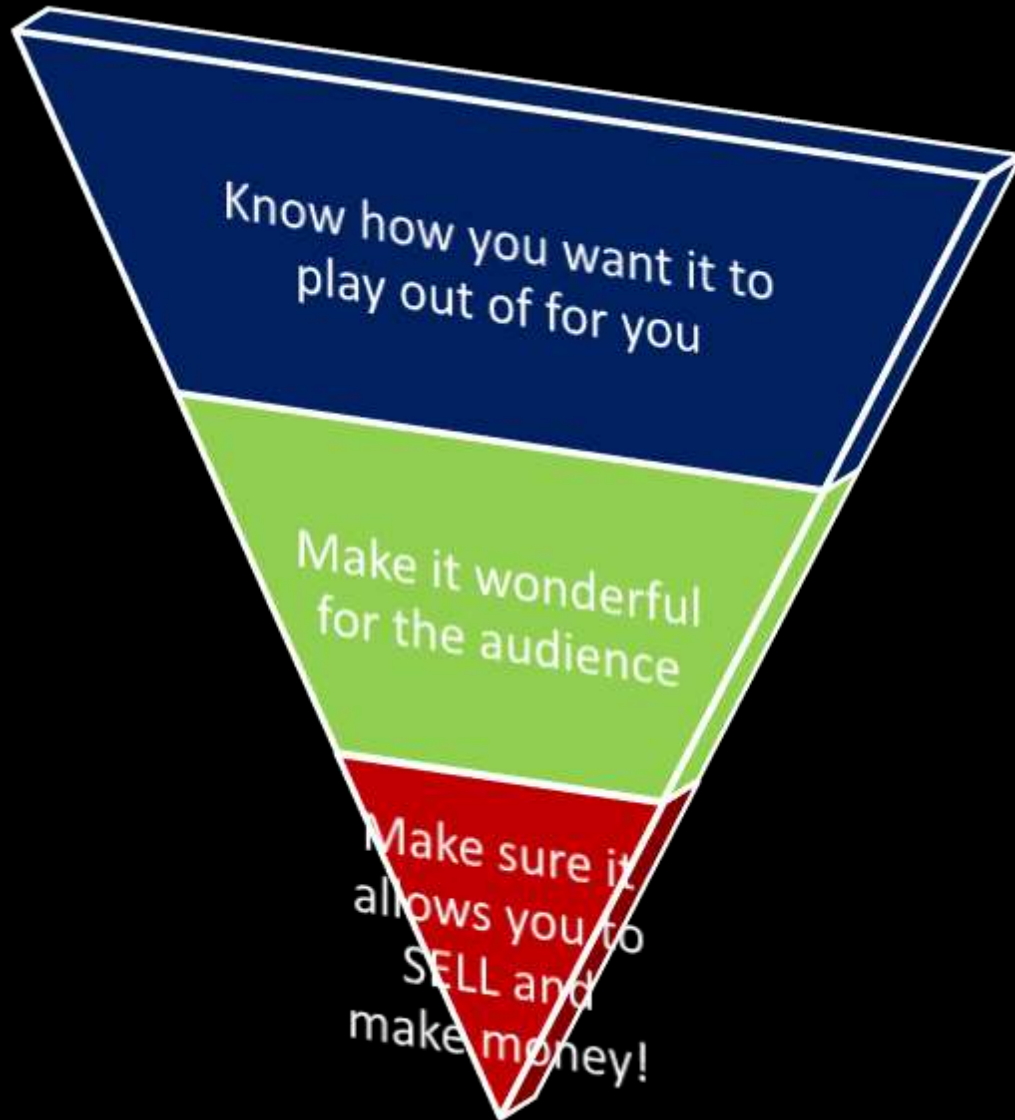 Know how you want it to
play out of for you
Make it wonderful
for the audience
Make sure it
allows you to
SELL and
make money!